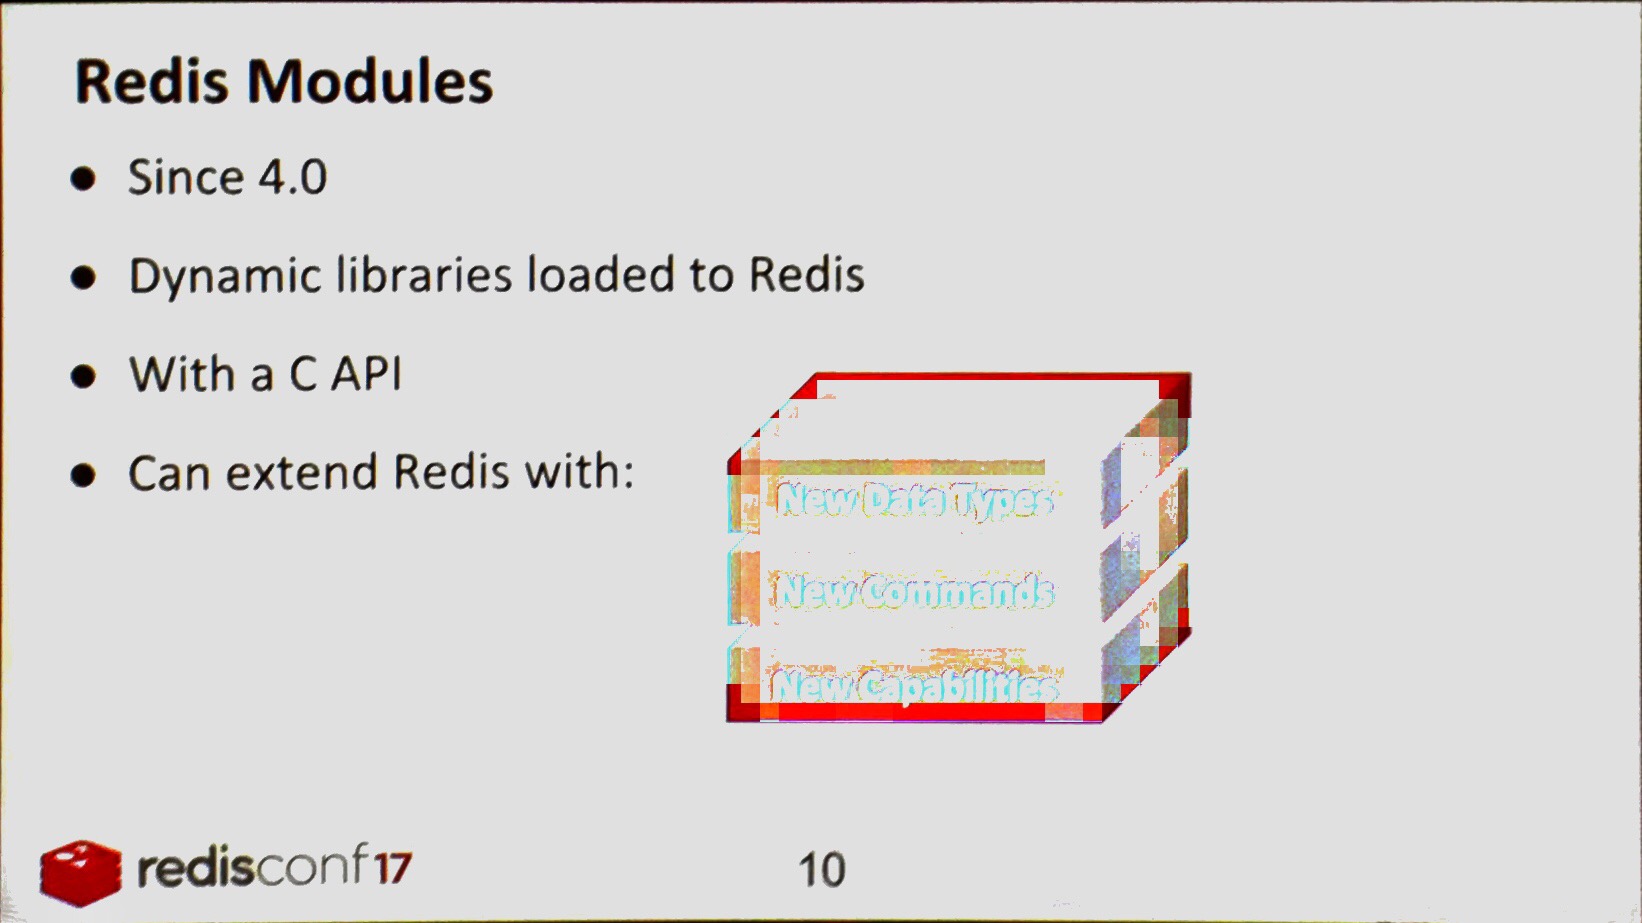 Redis Modules
● Since 4.0
● Dynamic libraries loaded to Redis
● With a C API
● Can extend Redis with:
New Data Types
New Commands
New Capabilities
redisconf17
10